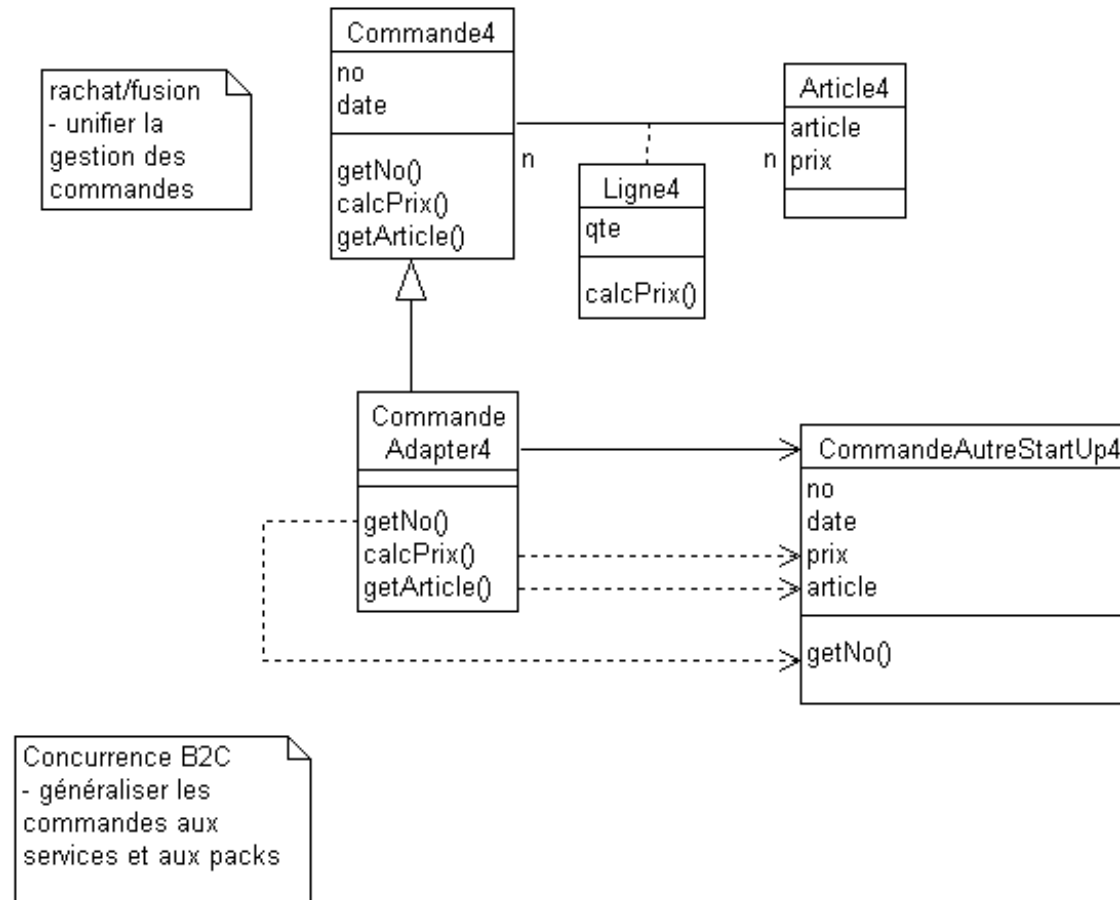 Commande4
no
date
getNo()
calcPrix()
getArticle()
rachat/fusion
- unifier la
gestion des
commandes
Article4
article
prix
n
n
Ligne4
qte
calcPrix()
Commande
Adapter4
getNo()
calcPrix()
getArticle()
CommandeAutreStartUp4
no
date
prix
article
getNo()
Concurrence B2C
- généraliser les
commandes aux
services et aux packs